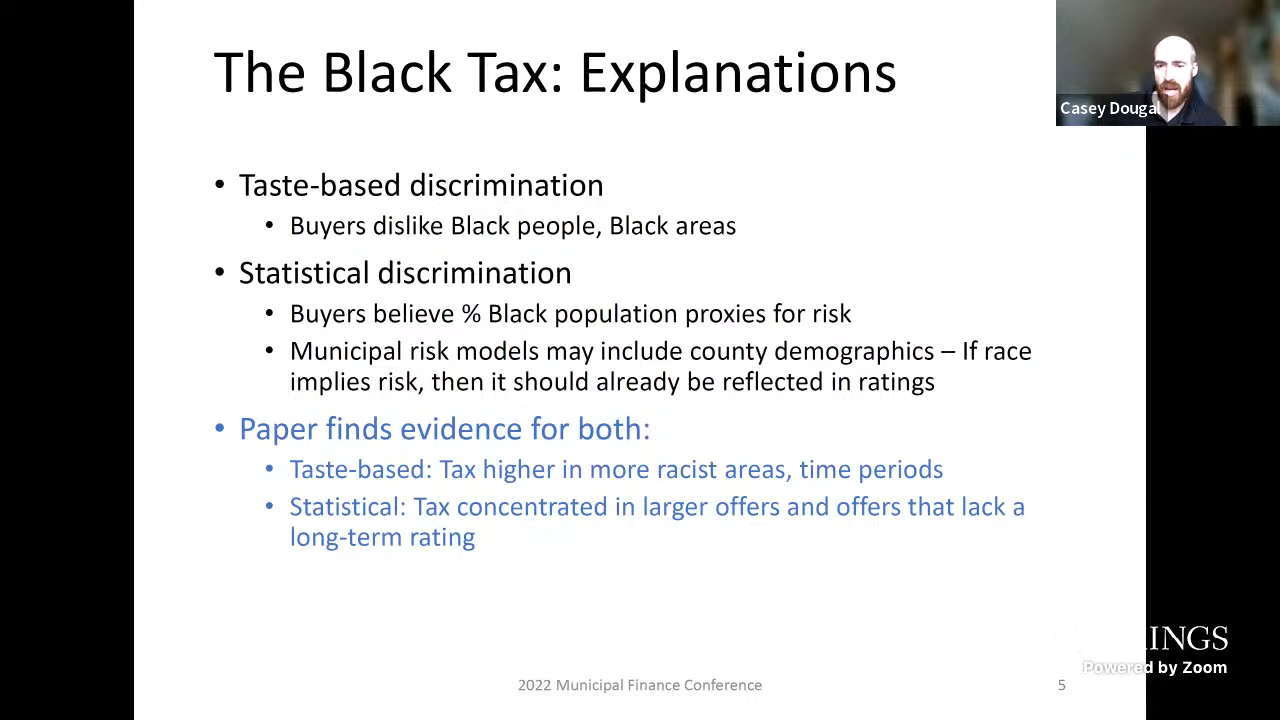 The Black Tax: Explanations
Casey Dougal
• Taste-based discrimination
• Buyers dislike Black people, Black areas
• Statistical discrimination
• Buyers believe % Black population proxies for risk
• Municipal risk models may include county demographics – If race
implies risk, then it should already be reflected in ratings
• Paper finds evidence for both:
• Taste-based: Tax higher in more racist areas, time periods
• Statistical: Tax concentrated in larger offers and offers that lack a
long-term rating
INGS
Powered by Zoom
2022 Municipal Finance Conference
5